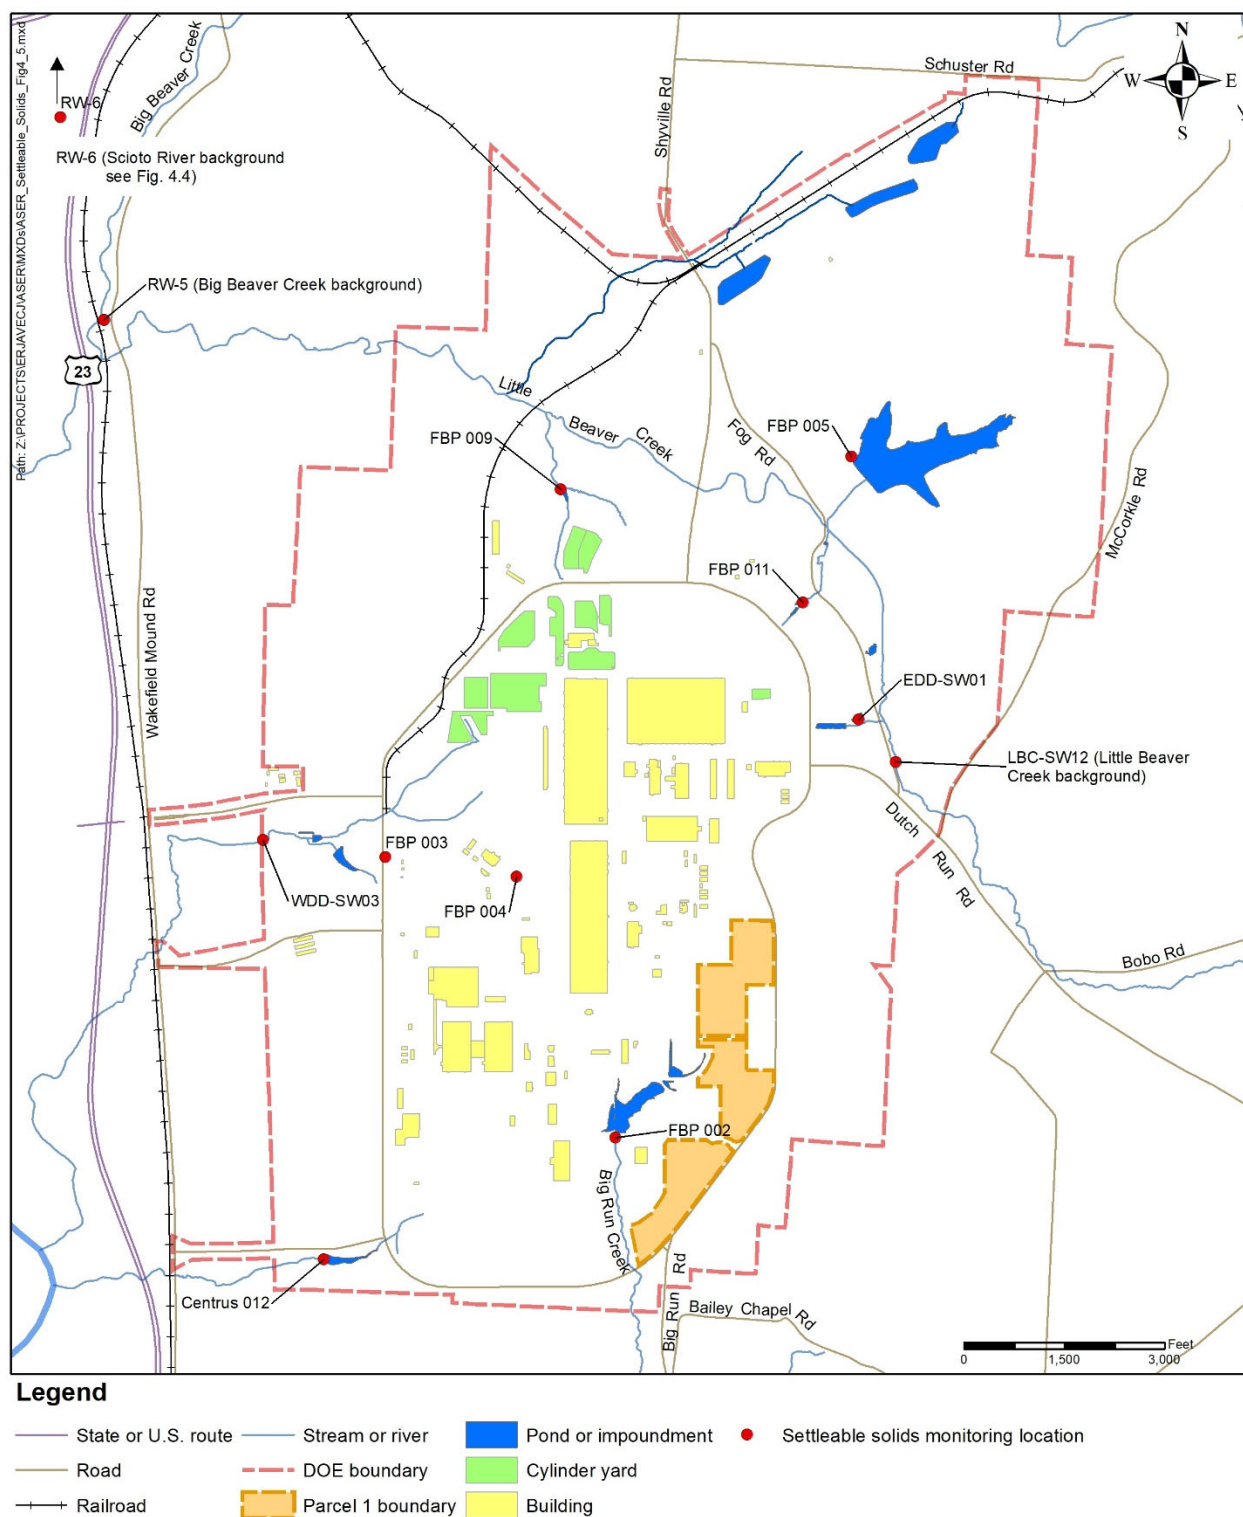 Path: Z:\PROJECTS\ERJAVECJ\ASER\MXDs\ASER_Settleable_Solids_Fig4_5.mxd
Big Beaver Creek
RW-6
RW-6 (Scioto River background
see Fig. 4.4)
Shyville Rd
Schuster Rd
N
W
E
S
RW-5 (Big Beaver Creek background)
23
Little
Beaver
Creek
FBP 009
Fog Rd
FBP 005
McCorkle Rd
FBP 011
Wakefield Mound Rd
EDD-SW01
LBC-SW12 (Little Beaver
Creek background)
Dutch
Run
Rd
FBP 003
WDD-SW03
FBP 004
Bobo Rd
FBP 002
Big Run Creek
Centrus 012
Big Run Rd
Bailey Chapel Rd
Feet
0
1,500
3,000
Legend
State or U.S. route
Stream or river
Pond or impoundment
Settleable solids monitoring location
Road
DOE boundary
Cylinder yard
Railroad
Parcel 1 boundary
Building